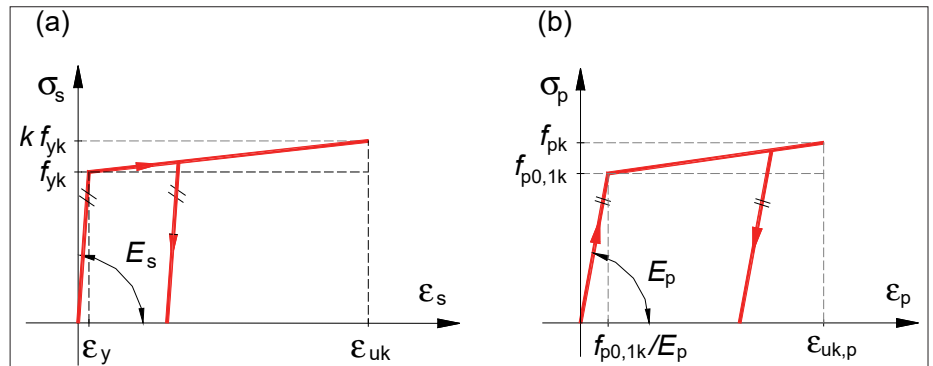 (a)
σs
k fyk
fyk
Es
εs
εy
εuk
(b)
σp
fpk
fp0,1k
Ep
εp
fp0,1k/Ep
εuk,p